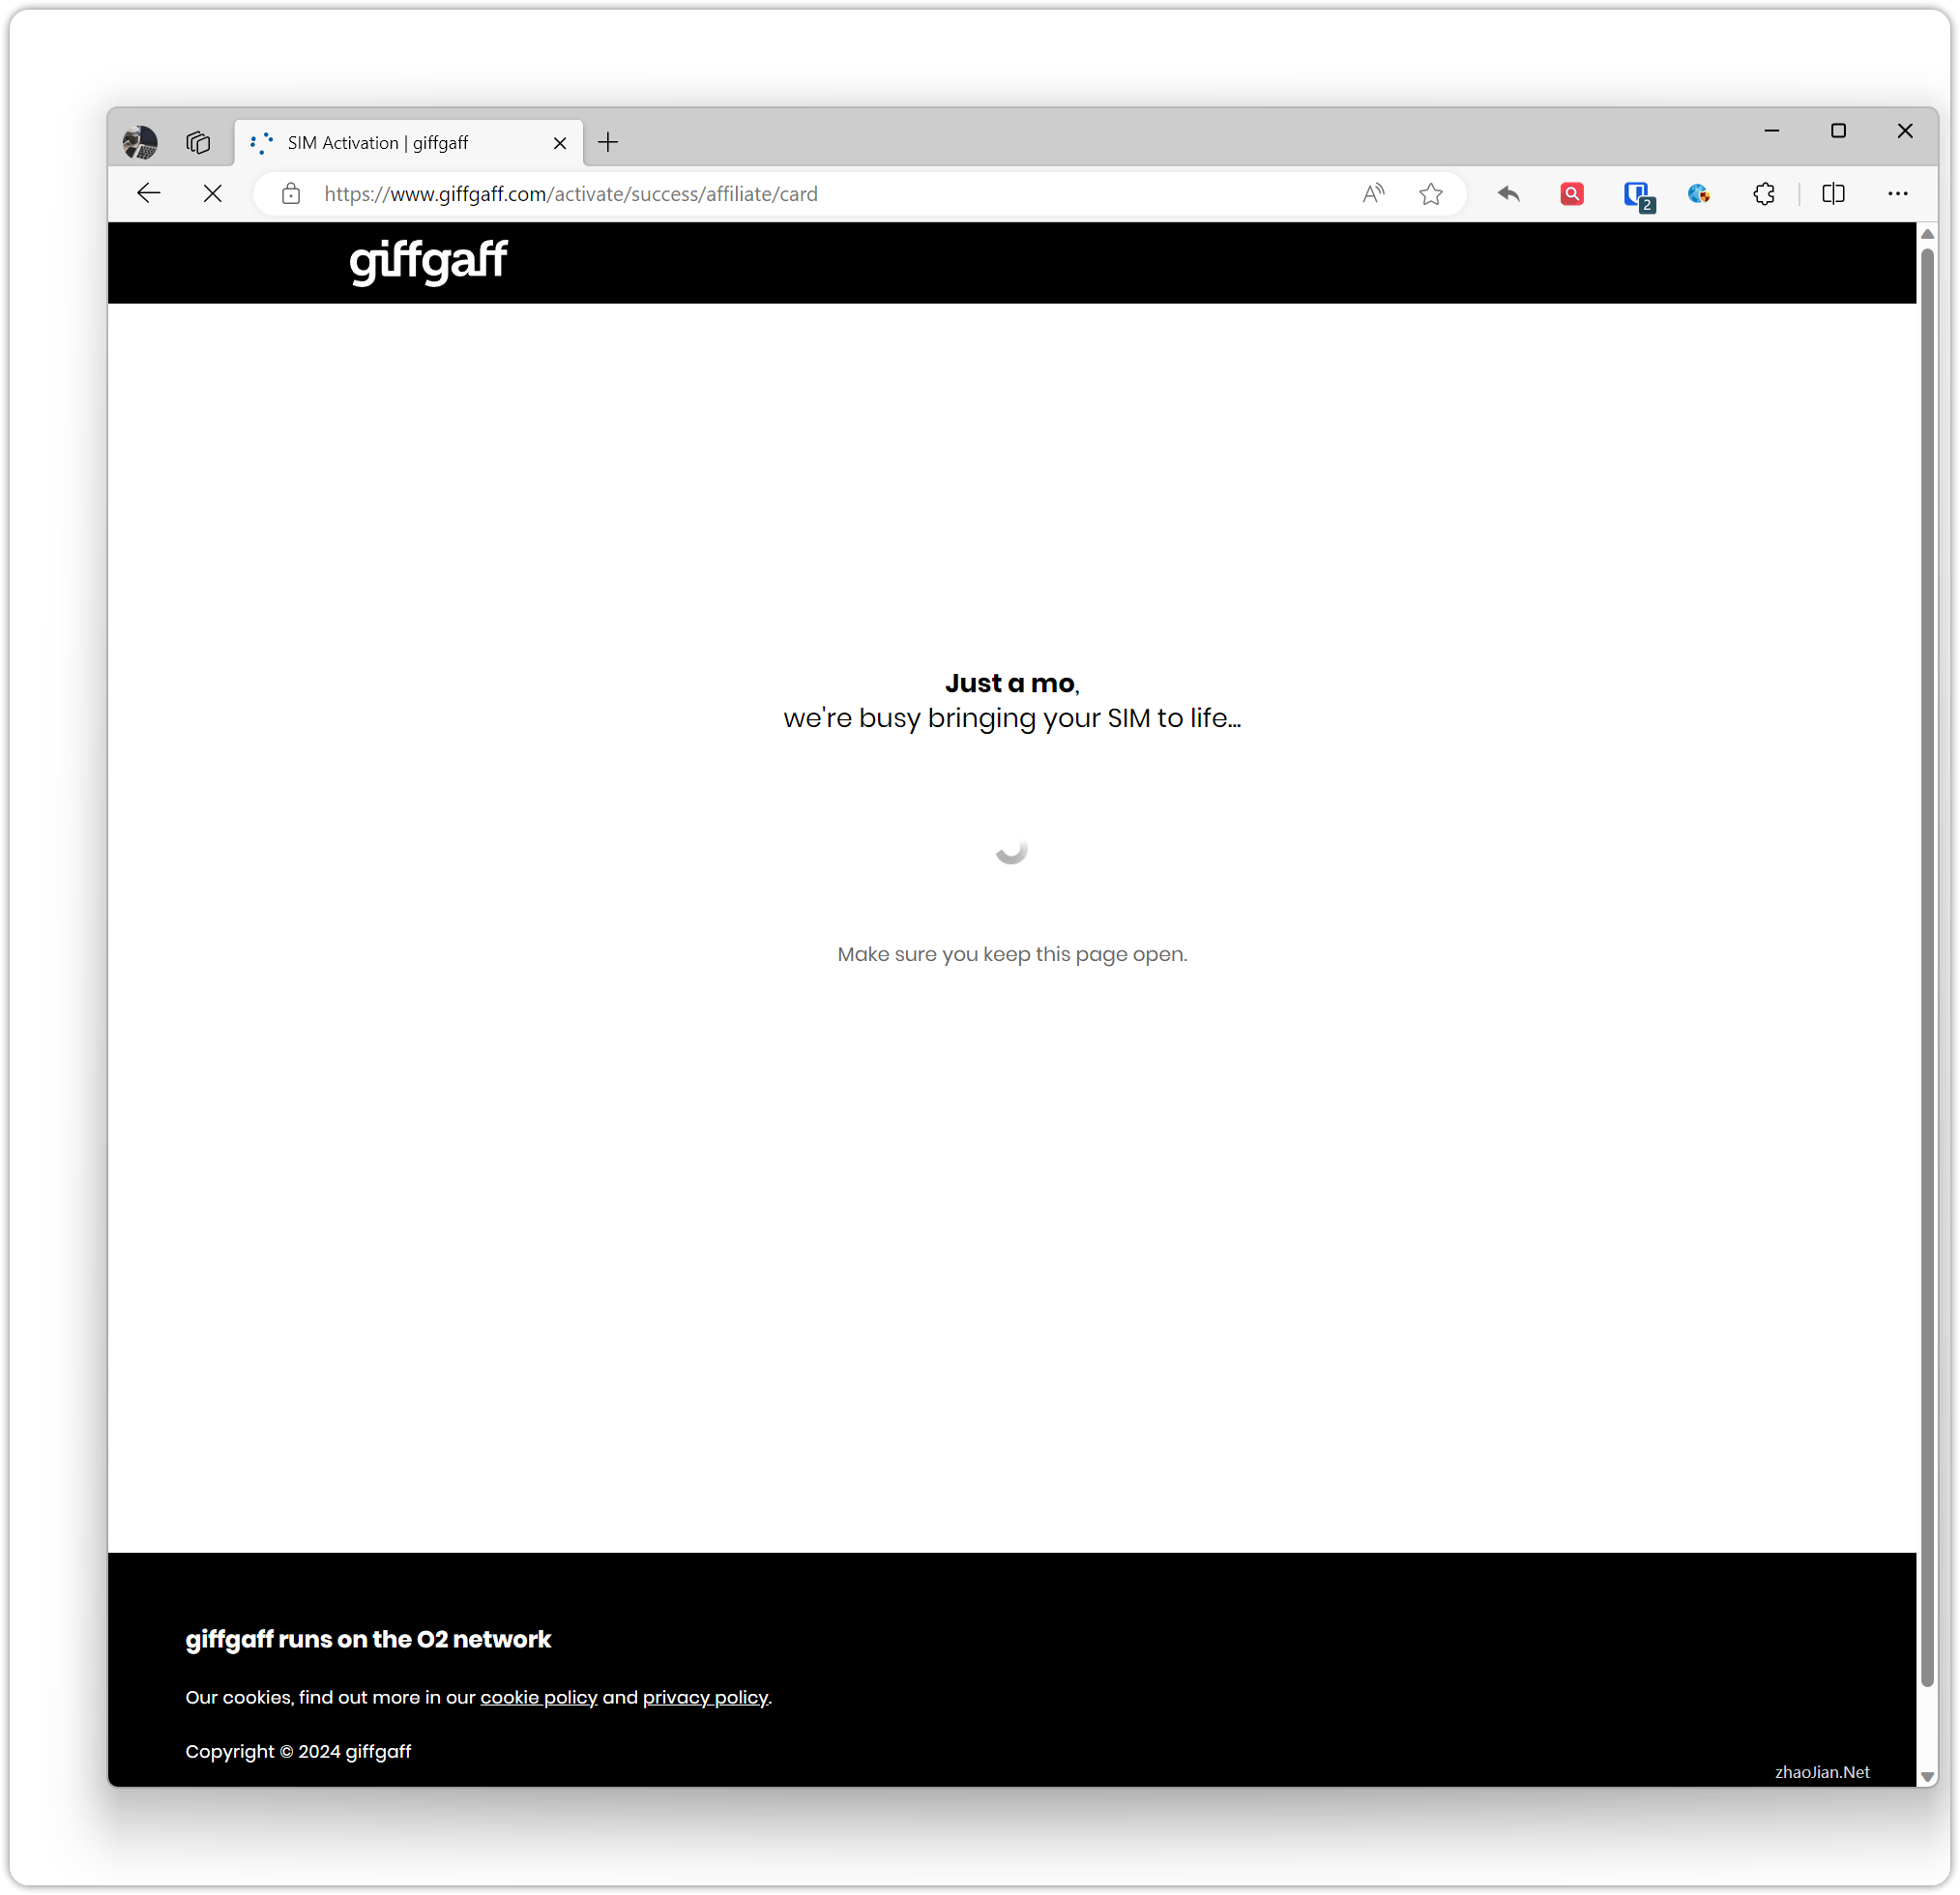 SIM Activation | giffgaff
https://www.giffgaff.com/activate/success/affiliate/card
2
giffgaff
Just a mo,
we're busy bringing your SIM to life...
Make sure you keep this page open.
giffgaff runs on the O2 network
Our cookies, find out more in our cookie policy and privacy policy.
Copyright © 2024 giffgaff
zhaoJian.Net